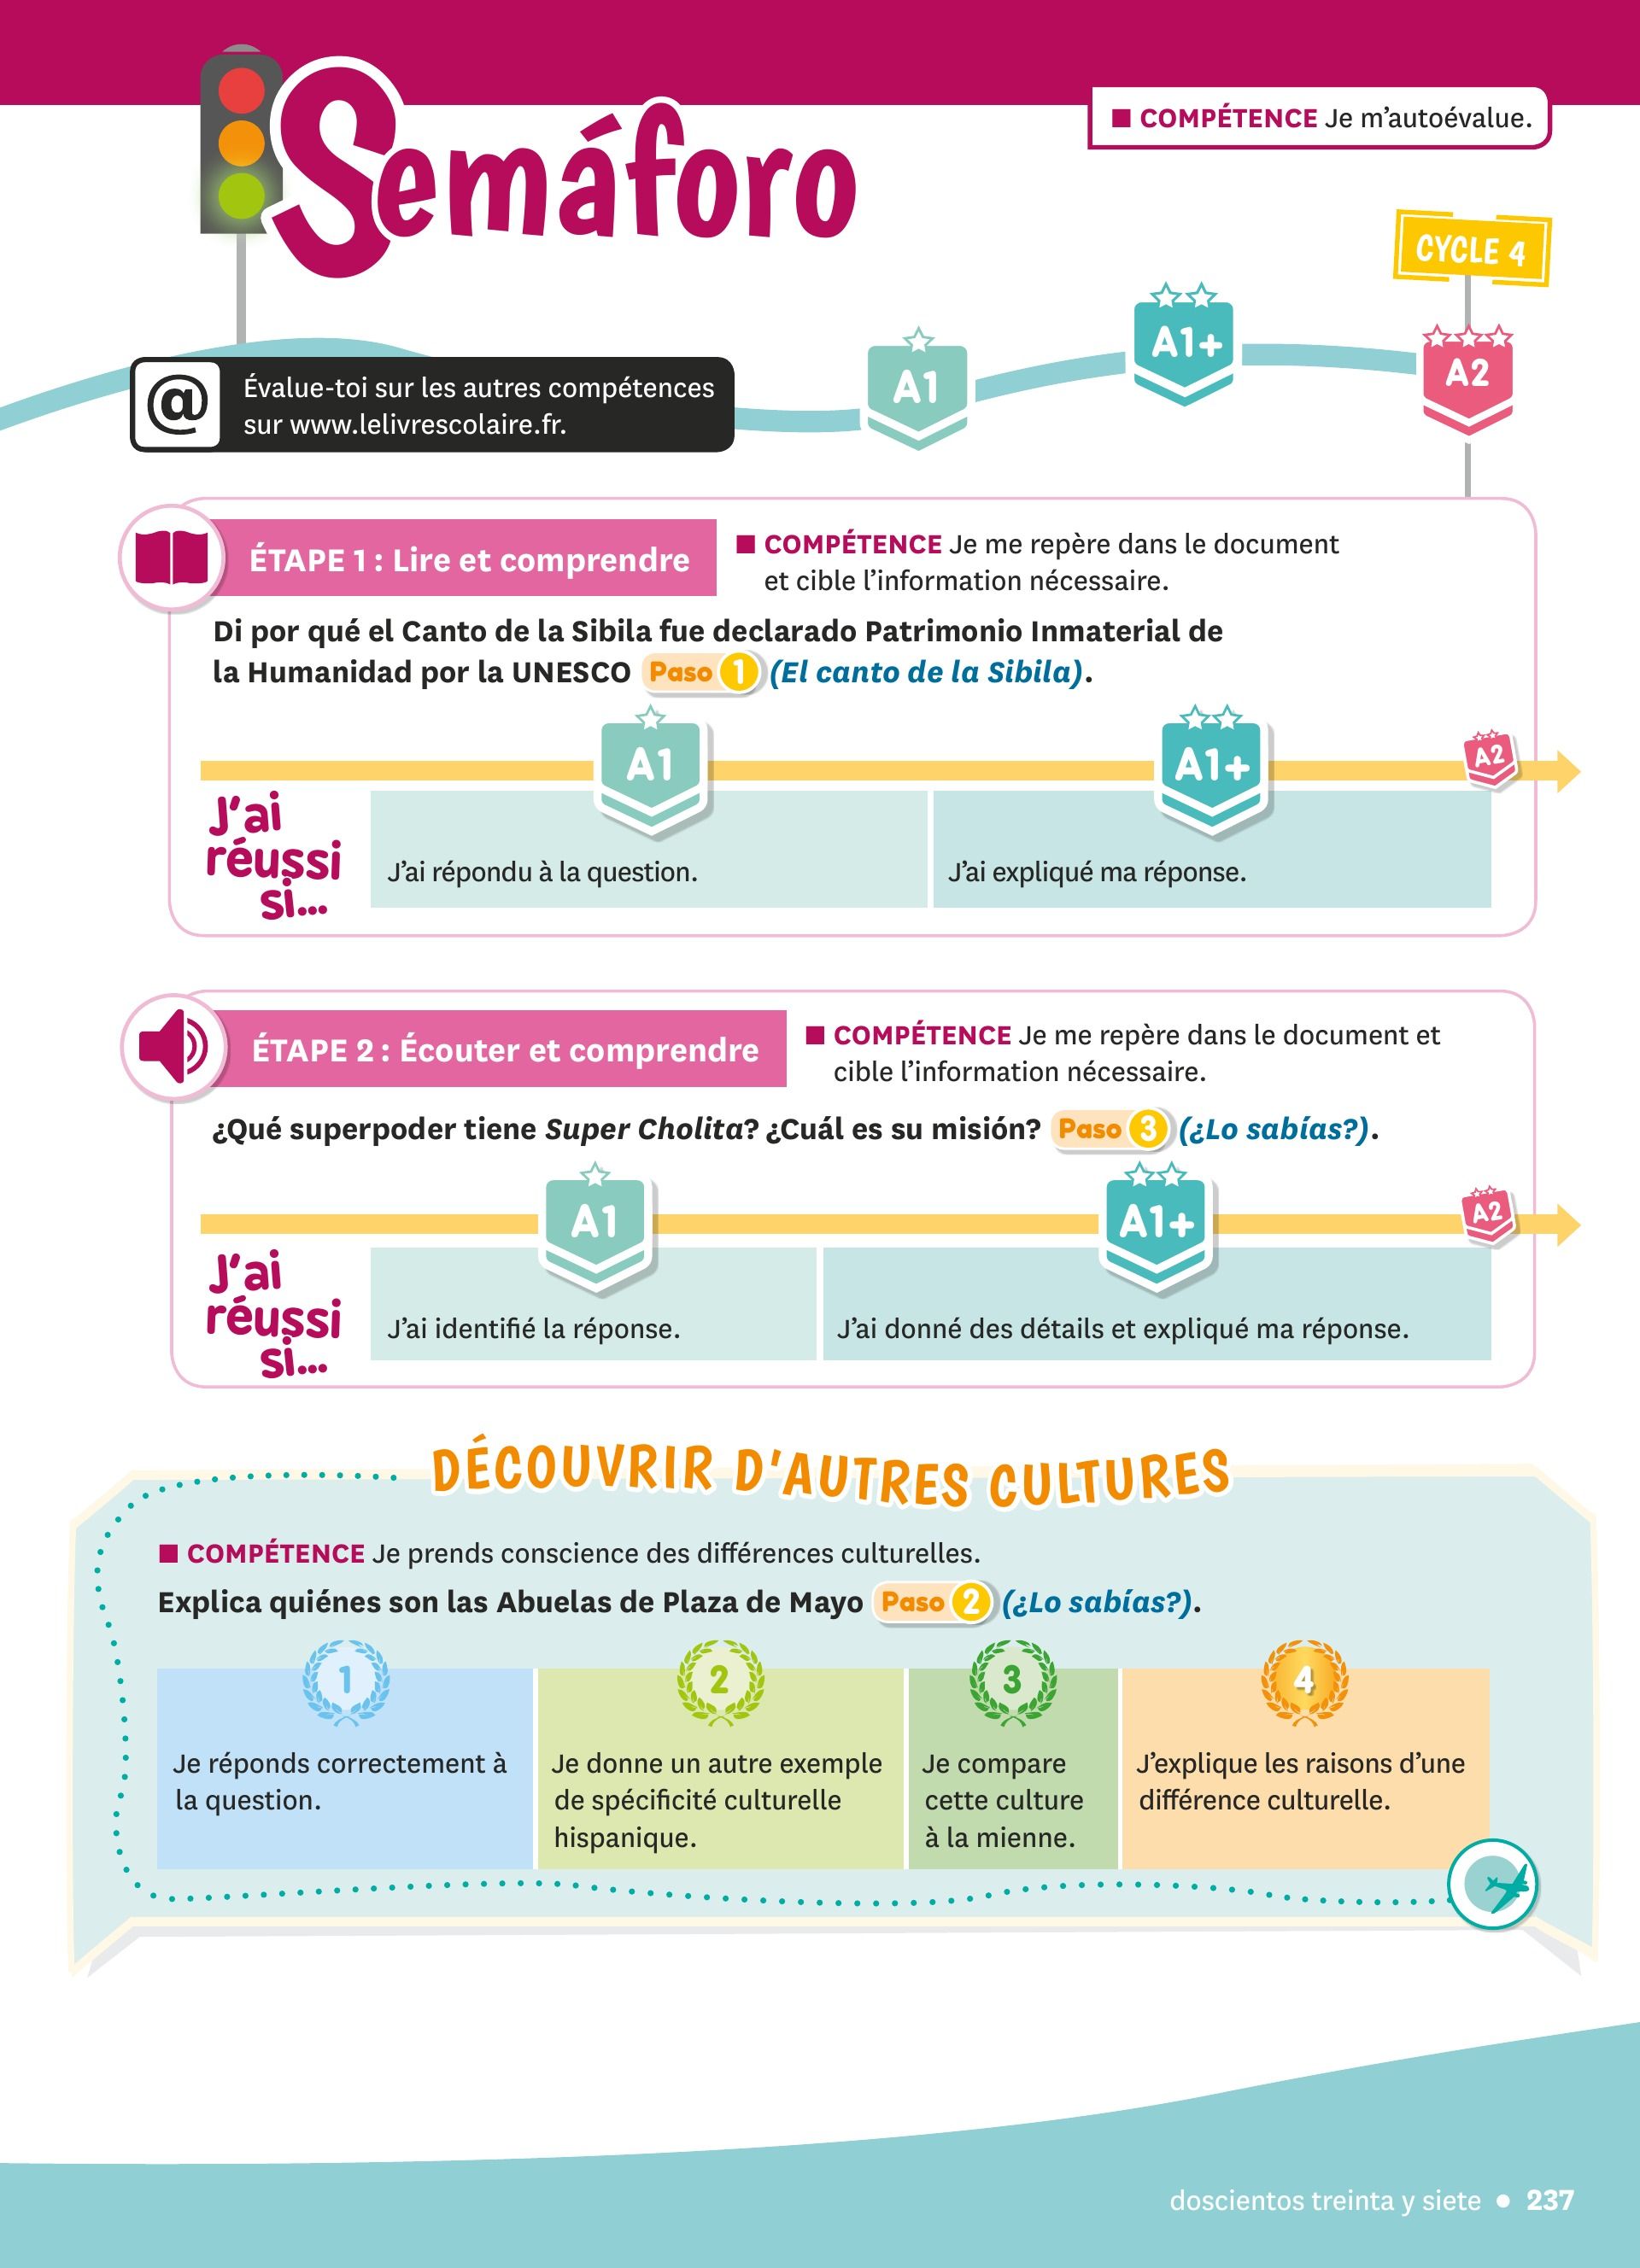 Semáforo
■ COMPÉTENCE Je m'autoévalue.
CYCLE 4
A1
A1+
A2
@
Évalue-toi sur les autres compétences
sur www.lelivrescolaire.fr.
ÉTAPE 1 : Lire et comprendre
■ COMPÉTENCE Je me repère dans le document
et cible l'information nécessaire.
Di por qué el Canto de la Sibila fue declarado Patrimonio Inmaterial de
la Humanidad por la UNESCO Paso 1 (El canto de la Sibila).
A1
A1+
A2
J'ai
réussi
si...
J'ai répondu à la question.
J'ai expliqué ma réponse.
ÉTAPE 2 : Écouter et comprendre
■ COMPÉTENCE Je me repère dans le document et
cible l'information nécessaire.
¿Qué superpoder tiene Super Cholita? ¿Cuál es su misión? Paso 3 (¿Lo sabías?).
A1
A1+
A2
J'ai
réussi
si...
J'ai identifié la réponse.
J'ai donné des détails et expliqué ma réponse.
DÉCOUVRIR D'AUTRES CULTURES
■ COMPÉTENCE Je prends conscience des différences culturelles.
Explica quiénes son las Abuelas de Plaza de Mayo Paso 2 (¿Lo sabías?).
1
Je réponds correctement à
la question.
2
Je donne un autre exemple
de spécificité culturelle
hispanique.
3
Je compare
cette culture
à la mienne.
4
J'explique les raisons d'une
différence culturelle.
doscientos treinta y siete • 237